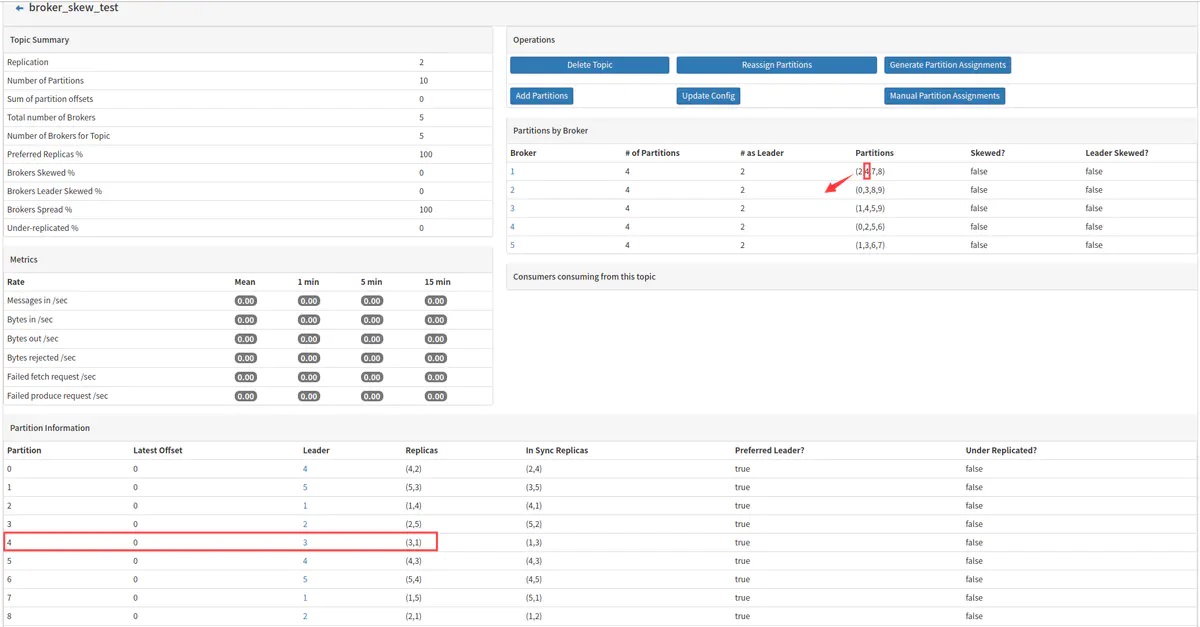 broker_skew_test
Topic Summary
Replication 2
Number of Partitions 10
Sum of partition offsets 0
Total number of Brokers 5
Number of Brokers for Topic 5
Preferred Replicas % 100
Brokers Skewed % 0
Brokers Leader Skewed % 0
Brokers Spread % 100
Under-replicated % 0
Metrics
Rate Mean 1 min 5 min 15 min
Messages in /sec 0.00 0.00 0.00 0.00
Bytes in /sec 0.00 0.00 0.00 0.00
Bytes out /sec 0.00 0.00 0.00 0.00
Bytes rejected /sec 0.00 0.00 0.00 0.00
Failed fetch request /sec 0.00 0.00 0.00 0.00
Failed produce request /sec 0.00 0.00 0.00 0.00
Operations
Delete Topic Reassign Partitions Generate Partition Assignments
Add Partitions Update Config Manual Partition Assignments
Partitions by Broker
Broker # of Partitions # as Leader Partitions Skewed? Leader Skewed?
1 4 2 (2,4,7,8) false false
2 4 2 (0,3,8,9) false false
3 4 2 (1,4,5,9) false false
4 4 2 (0,2,5,6) false false
5 4 2 (1,3,6,7) false false
Consumers consuming from this topic
Partition Information
Partition Latest Offset Leader Replicas In Sync Replicas Preferred Leader? Under Replicated?
0 0 4 (4,2) (2,4) true false
1 0 5 (5,3) (3,5) true false
2 0 1 (1,4) (4,1) true false
3 0 2 (2,5) (5,2) true false
4 0 3 (3,1) (1,3) true false
5 0 4 (4,3) (4,3) true false
6 0 5 (5,4) (4,5) true false
7 0 1 (1,5) (5,1) true false
8 0 2 (2,1) (1,2) true false